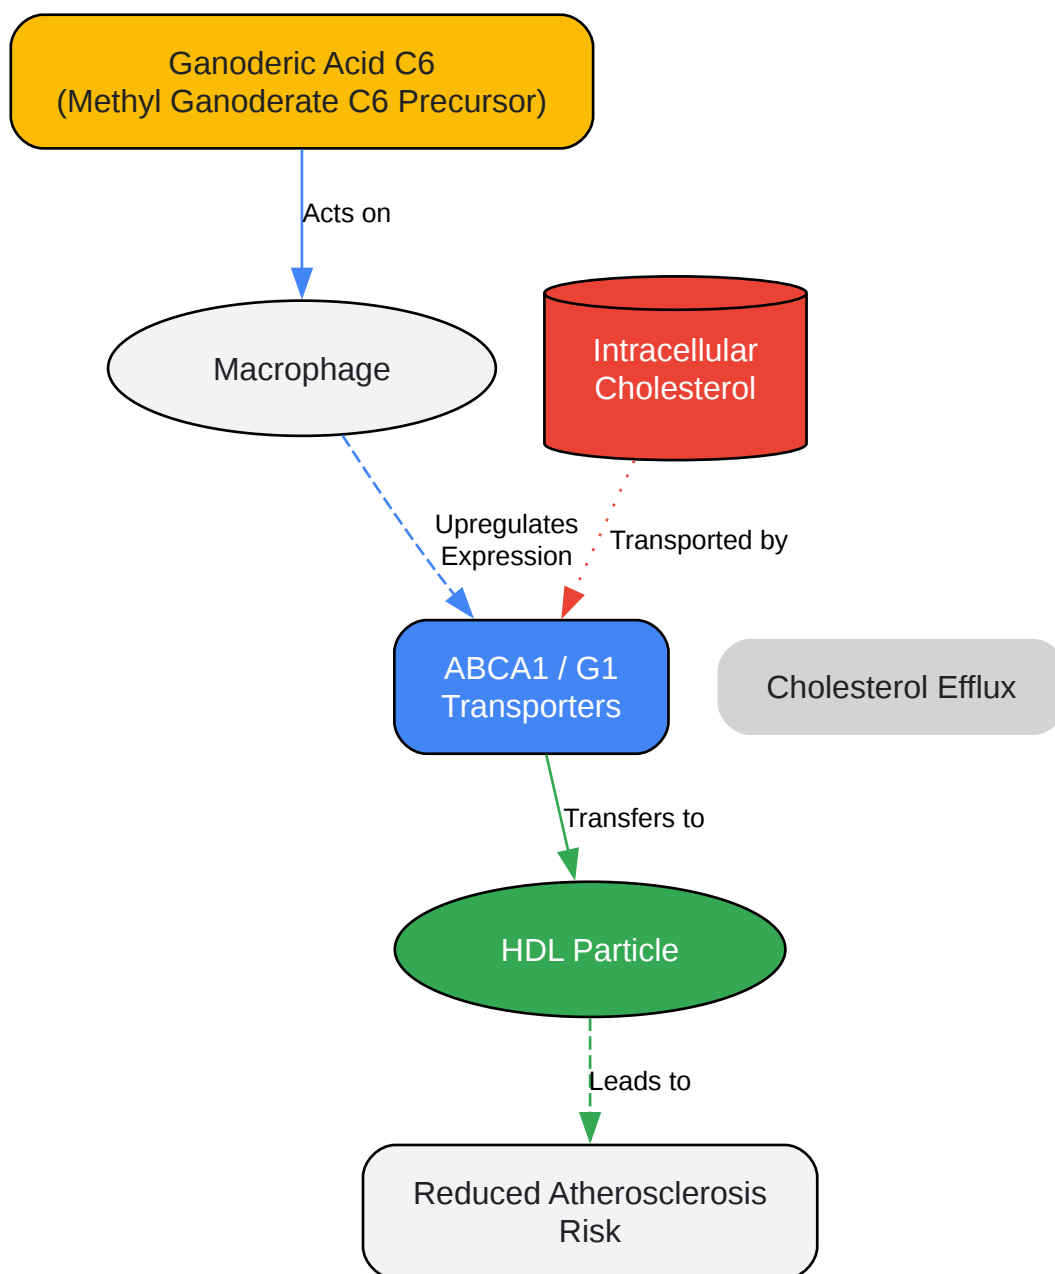 Ganoderic Acid C6
(Methyl Ganoderate C6 Precursor)
Acts on
Macrophage
Intracellular
Cholesterol
Upregulates
Expression
Transported by
ABCA1 / G1
Transporters
Cholesterol Efflux
Transfers to
HDL Particle
Leads to
Reduced Atherosclerosis
Risk